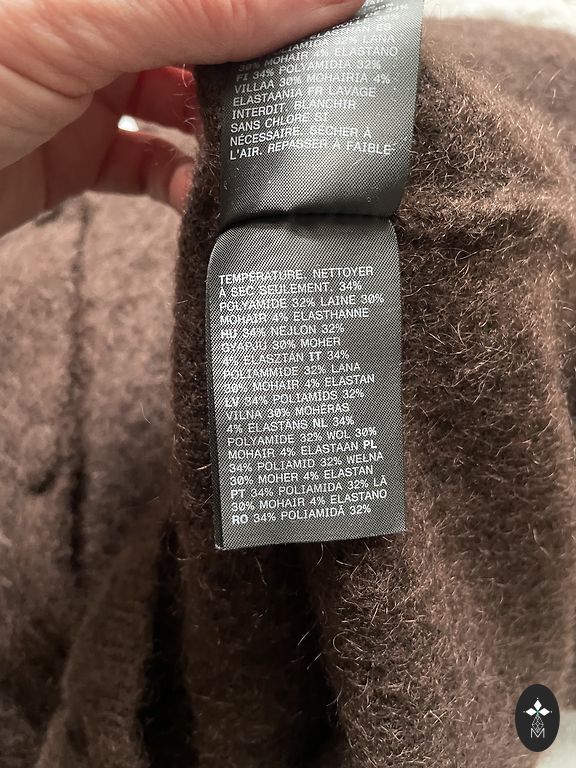 30% MOHAIR 4% ELASTANO
FI 34% POLYAMIDIA 32%
VILLAA 30% MOHAIRIA 4%
ELASTAANIA FR LAVAGE
INTERDIT. BLANCHIR
SANS CHLORE SI
NÉCESSAIRE. SÉCHER À
L'AIR. REPASSER À FAIBLE
TEMPÉRATURE. NETTOYER
À SEC SEULEMENT. 34%
POLYAMIDE 32% LAINE 30%
MOHAIR 4% ELASTHANNE
HU 34% NEJLON 32%
GYAPJÚ 30% MOHER
4% ELASZTÁN IT 34%
POLIAMMIDE 32% LANA
30% MOHAIR 4% ELASTAN
LV 34% POLIAMĪDS 32%
VILNA 30% MOHĒRAS
4% ELASTĀNS NL 34%
POLYAMIDE 32% WOL 30%
MOHAIR 4% ELASTAAN PL
34% POLIAMID 32% WEŁNA
30% MOHER 4% ELASTAN
PT 34% POLIAMIDA 32% LÃ
30% MOHAIR 4% ELASTANO
RO 34% POLIAMIDĂ 32%
M